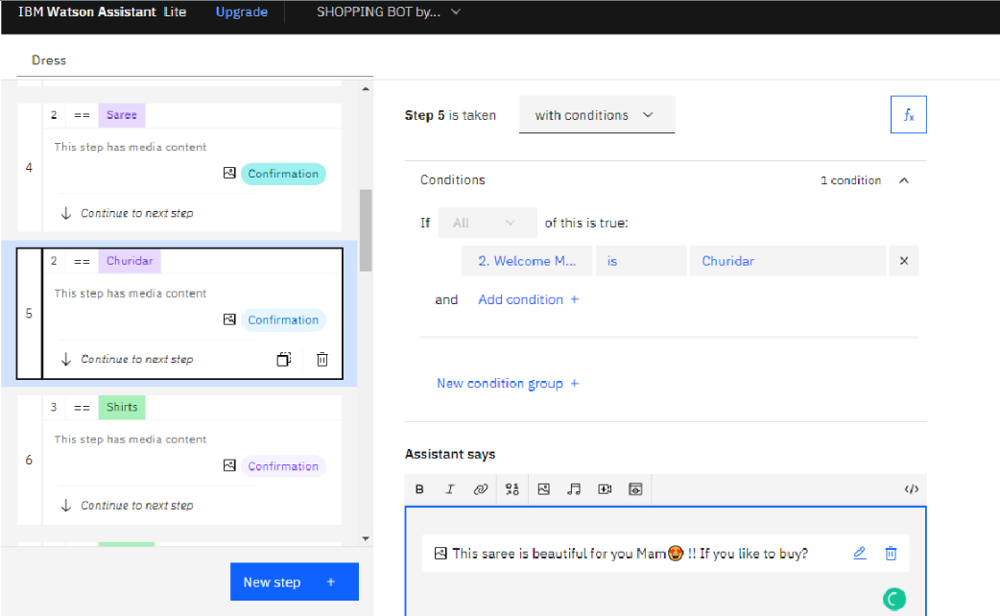 IBM Watson Assistant Lite Upgrade SHOPPING BOT by...
Dress
2 == Saree
This step has media content
4
Confirmation
Continue to next step
2 == Churidar
This step has media content
5
Confirmation
Continue to next step
3 == Shirts
This step has media content
6
Confirmation
Continue to next step
New step +
Step 5 is taken with conditions
fx
Conditions 1 condition
If All of this is true:
2. Welcome M... is Churidar ×
and Add condition +
New condition group +
Assistant says
B I </>
This saree is beautiful for you Mam🤩 !! If you like to buy?